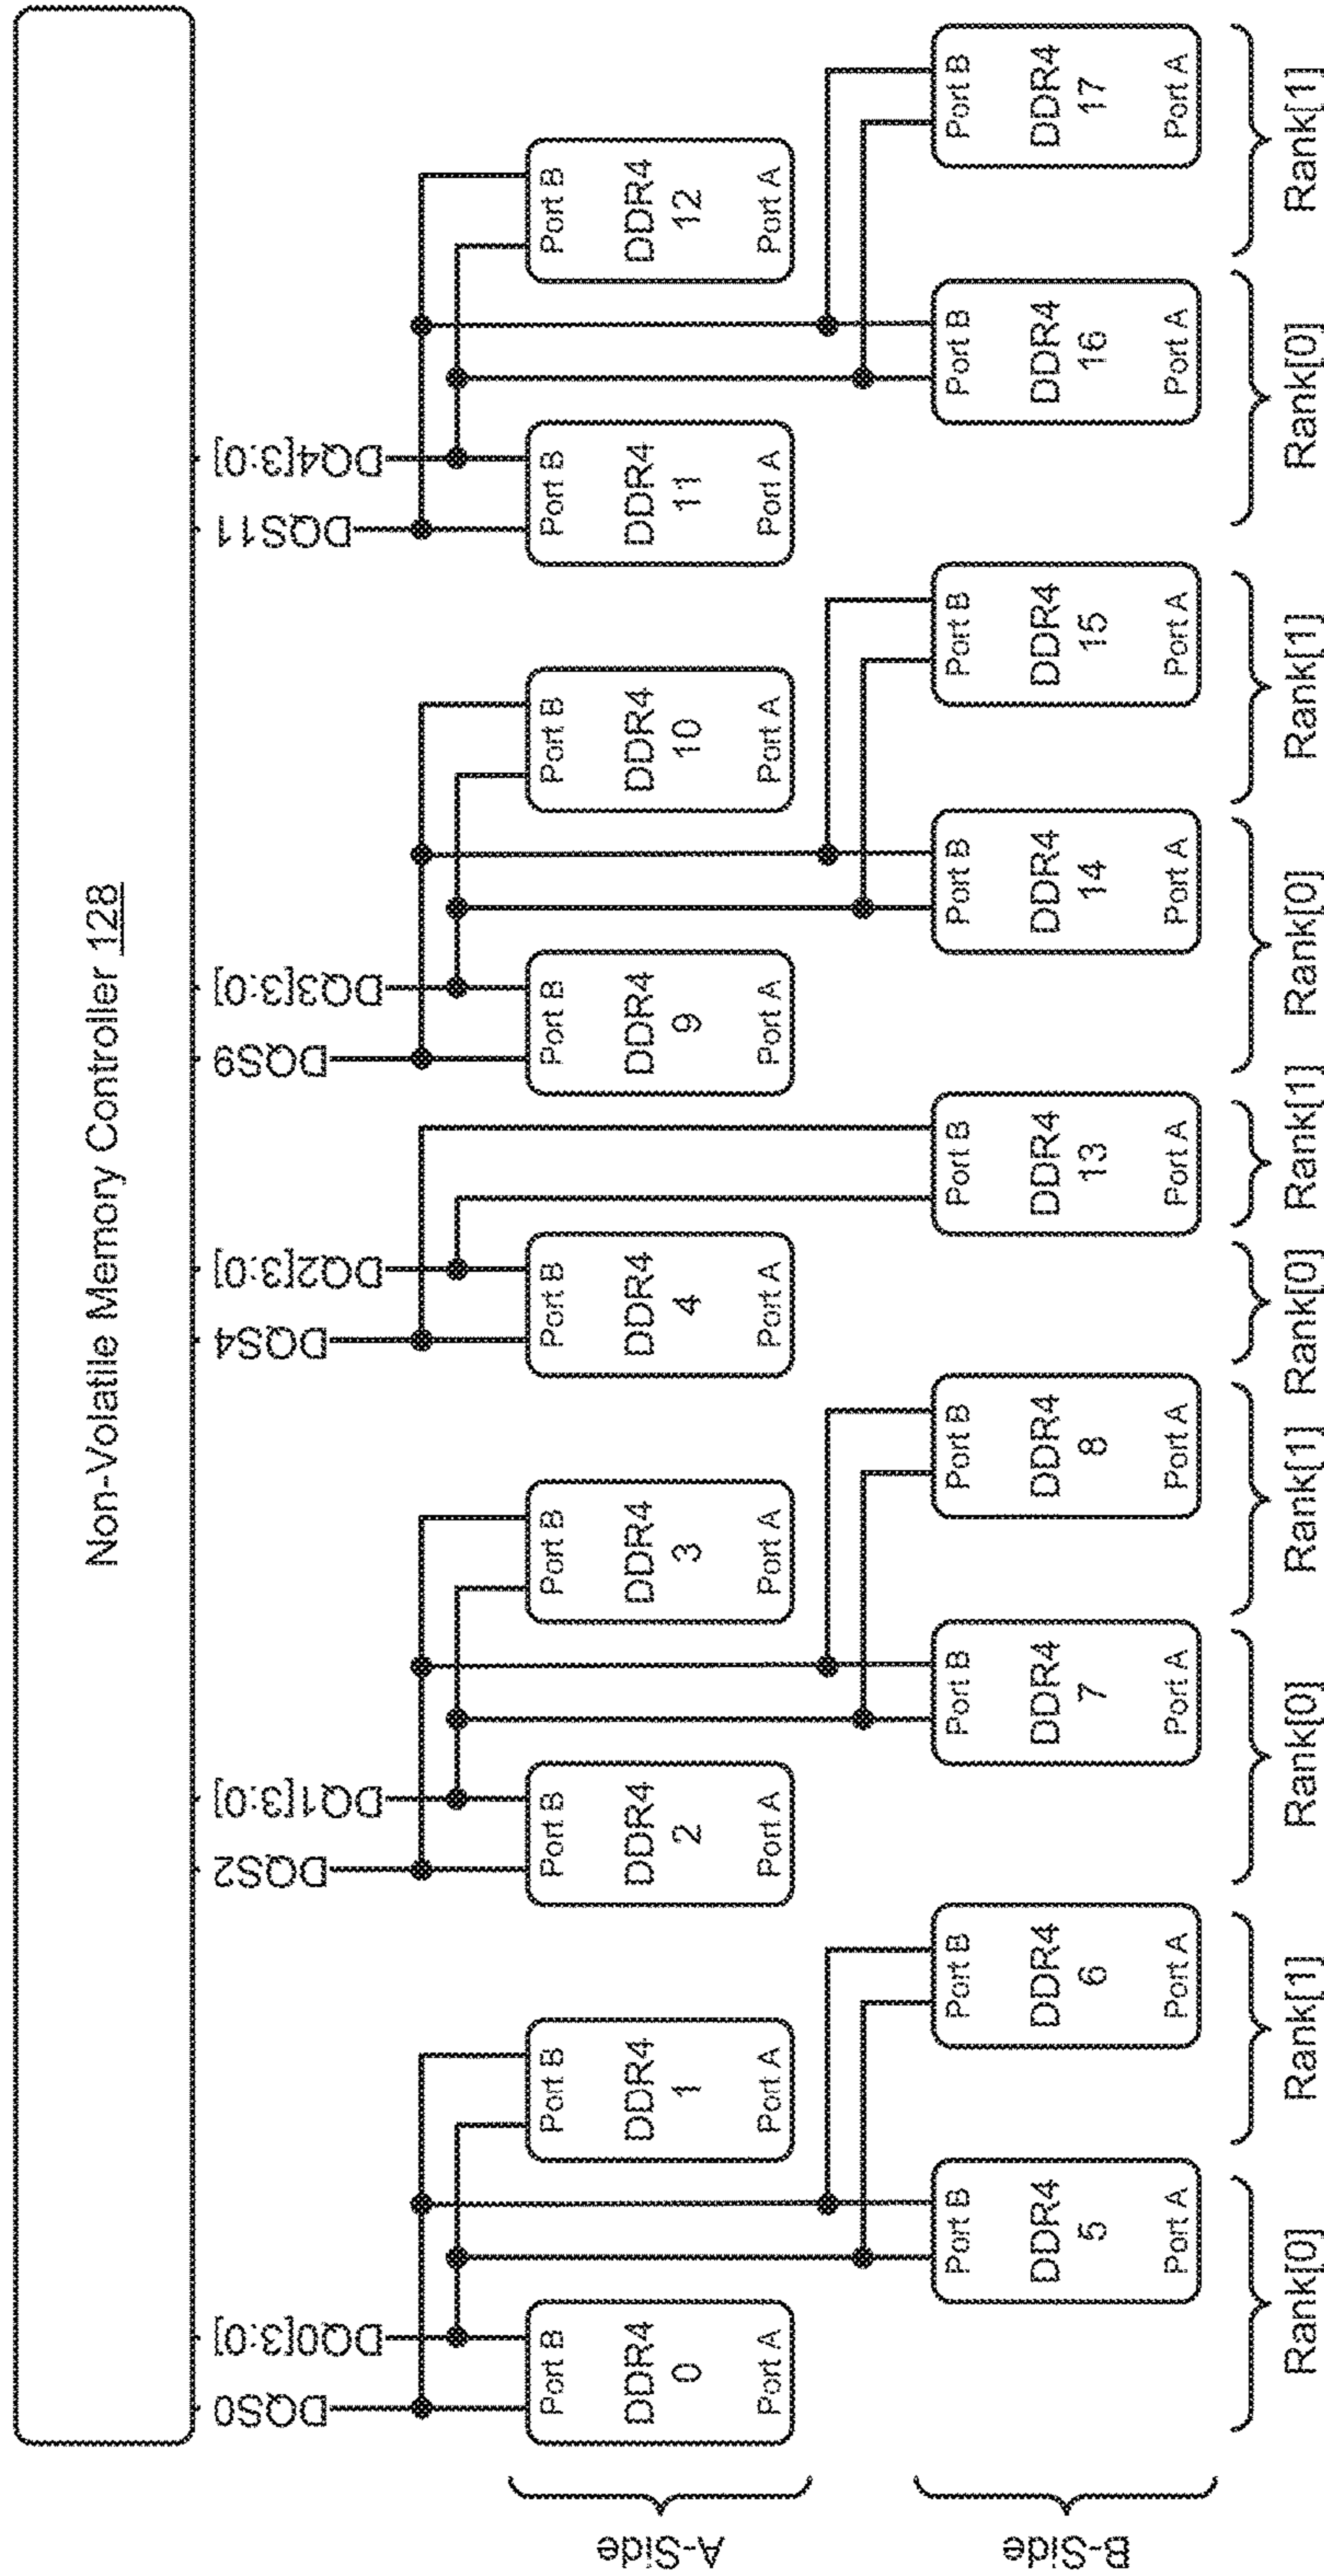 Non-Volatile Memory Controller 128
DQS0
DQ0[3:0]
DQS2
DQ1[3:0]
DQS4
DQ2[3:0]
DQS9
DQ3[3:0]
DQS11
DQ4[3:0]
A-Side
Port B
DDR4
0
Port A
Port B
DDR4
1
Port A
Port B
DDR4
2
Port A
Port B
DDR4
3
Port A
Port B
DDR4
4
Port A
Port B
DDR4
9
Port A
Port B
DDR4
10
Port A
Port B
DDR4
11
Port A
Port B
DDR4
12
Port A
B-Side
Port B
DDR4
5
Port A
Port B
DDR4
6
Port A
Port B
DDR4
7
Port A
Port B
DDR4
8
Port A
Port B
DDR4
13
Port A
Port B
DDR4
14
Port A
Port B
DDR4
15
Port A
Port B
DDR4
16
Port A
Port B
DDR4
17
Port A
Rank[0]
Rank[1]
Rank[0]
Rank[1]
Rank[0]
Rank[1]
Rank[0]
Rank[1]
Rank[0]
Rank[1]